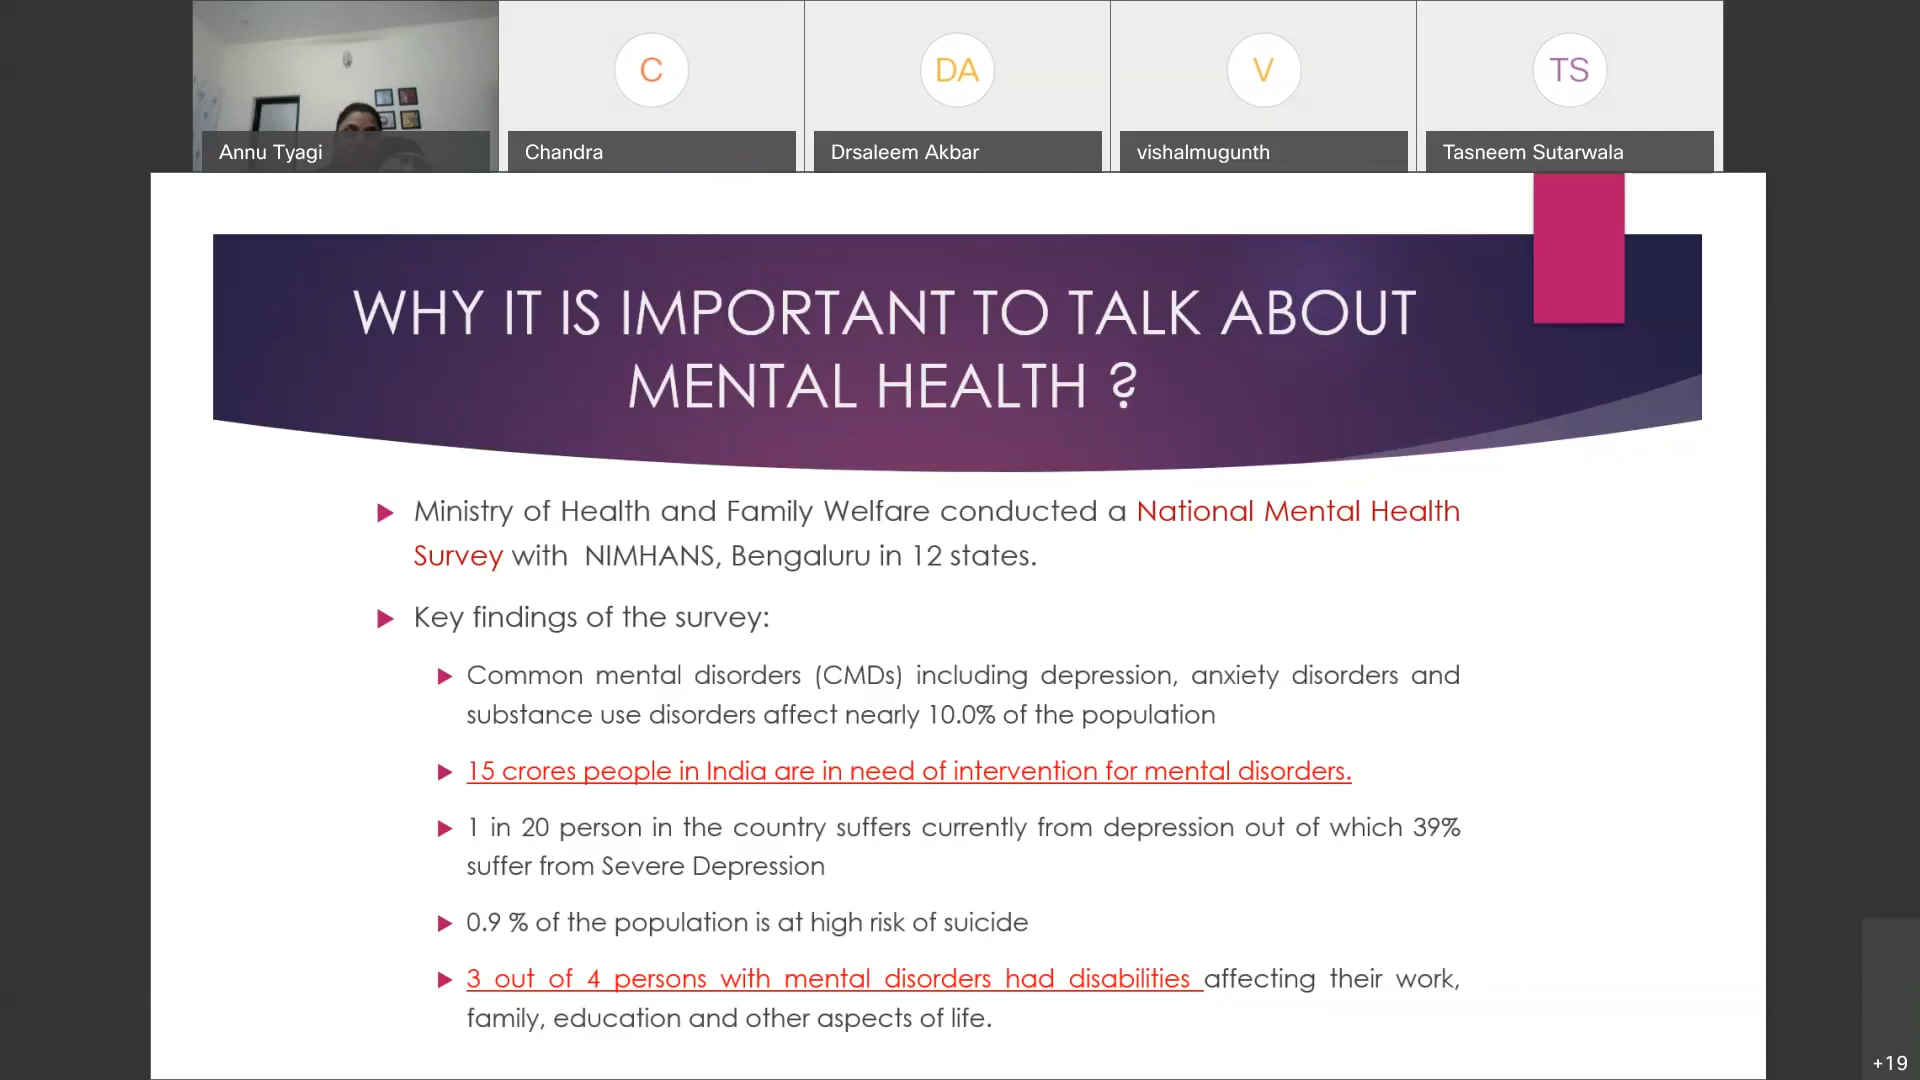 C
DA
V
TS
Annu Tyagi
Chandra
Drsaleem Akbar
vishalmugunth
Tasneem Sutarwala
WHY IT IS IMPORTANT TO TALK ABOUT
MENTAL HEALTH ?
Ministry of Health and Family Welfare conducted a National Mental Health
Survey with NIMHANS, Bengaluru in 12 states.
Key findings of the survey:
Common mental disorders (CMDs) including depression, anxiety disorders and
substance use disorders affect nearly 10.0% of the population
15 crores people in India are in need of intervention for mental disorders.
1 in 20 person in the country suffers currently from depression out of which 39%
suffer from Severe Depression
0.9 % of the population is at high risk of suicide
3 out of 4 persons with mental disorders had disabilities affecting their work,
family, education and other aspects of life.
+19